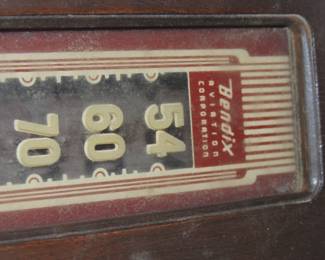 Bendix
AVIATION
CORPORATION
54
60
70